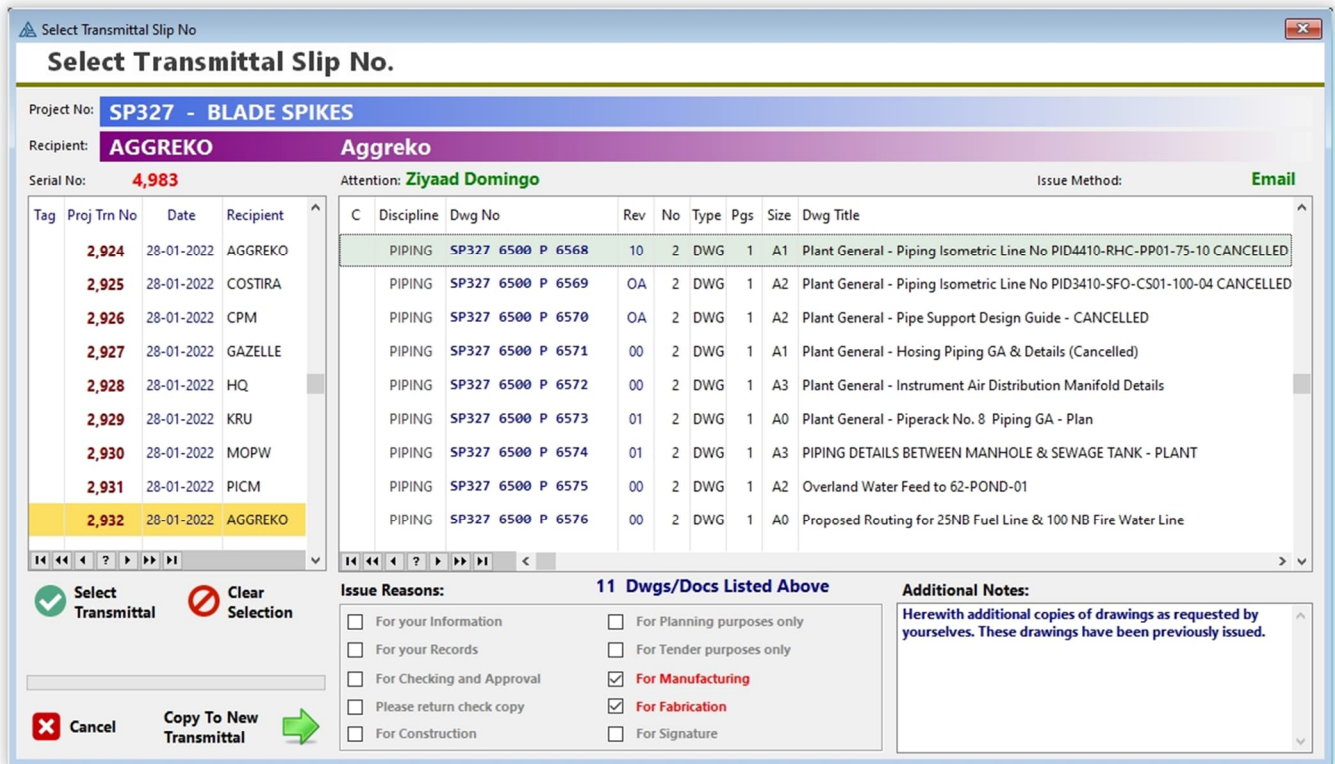 Select Transmittal Slip No
Select Transmittal Slip No.
Project No: SP327 - BLADE SPIKES
Recipient: AGGREKO Aggreko
Serial No: 4,983 Attention: Ziyaad Domingo Issue Method: Email
Tag Proj Trn No Date Recipient
2,924 28-01-2022 AGGREKO
2,925 28-01-2022 COSTIRA
2,926 28-01-2022 CPM
2,927 28-01-2022 GAZELLE
2,928 28-01-2022 HQ
2,929 28-01-2022 KRU
2,930 28-01-2022 MOPW
2,931 28-01-2022 PICM
2,932 28-01-2022 AGGREKO
?
C Discipline Dwg No Rev No Type Pgs Size Dwg Title
PIPING SP327 6500 P 6568 10 2 DWG 1 A1 Plant General - Piping Isometric Line No PID4410-RHC-PP01-75-10 CANCELLED
PIPING SP327 6500 P 6569 OA 2 DWG 1 A2 Plant General - Piping Isometric Line No PID3410-SFO-CS01-100-04 CANCELLED
PIPING SP327 6500 P 6570 OA 2 DWG 1 A2 Plant General - Pipe Support Design Guide - CANCELLED
PIPING SP327 6500 P 6571 00 2 DWG 1 A1 Plant General - Hosing Piping GA & Details (Cancelled)
PIPING SP327 6500 P 6572 00 2 DWG 1 A3 Plant General - Instrument Air Distribution Manifold Details
PIPING SP327 6500 P 6573 01 2 DWG 1 A0 Plant General - Piperack No. 8 Piping GA - Plan
PIPING SP327 6500 P 6574 01 2 DWG 1 A3 PIPING DETAILS BETWEEN MANHOLE & SEWAGE TANK - PLANT
PIPING SP327 6500 P 6575 00 2 DWG 1 A2 Overland Water Feed to 62-POND-01
PIPING SP327 6500 P 6576 00 2 DWG 1 A0 Proposed Routing for 25NB Fuel Line & 100 NB Fire Water Line
?
Select
Transmittal
Clear
Selection
Cancel
Copy To New
Transmittal
Issue Reasons: 11 Dwgs/Docs Listed Above
For your Information
For your Records
For Checking and Approval
Please return check copy
For Construction
For Planning purposes only
For Tender purposes only
For Manufacturing
For Fabrication
For Signature
Additional Notes:
Herewith additional copies of drawings as requested by
yourselves. These drawings have been previously issued.